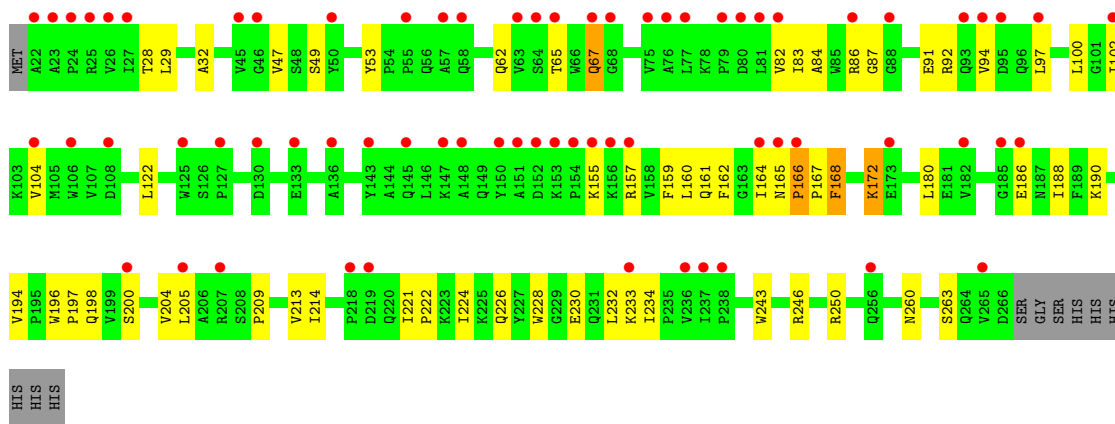 MET A22 A23 P24 R25 V26 I27 T28 L29 A32 V45 G46 V47 S48 S49 Y50 Y53 P54 P55 Q56 A57 Q58 Q62 V63 S64 T65 W66 Q67 G68 V75 A76 L77 K78 P79 D80 L81 V82 I83 A84 W85 R86 G87 G88 E91 R92 Q93 V94 D95 Q96 L97 L100 G101 I102
K103 V104 M105 W106 V107 D108 L122 W125 S126 P127 D130 E133 A136 Y143 A144 Q145 L146 K147 A148 Q149 Y150 A151 D152 K153 P154 K155 K156 R157 V158 F159 L160 Q161 F162 G163 I164 N165 P166 P167 F168 K172 E173 L180 E181 V182 G185 E186 N187 I188 F189 K190
V194 P195 W196 P197 Q198 V199 S200 V204 L205 A206 R207 S208 P209 V213 I214 P218 D219 Q220 I221 P222 K223 I224 K225 Q226 Y227 W228 G229 E230 Q231 L232 K233 I234 P235 V236 I237 P238 W243 R246 R250 Q256 N260 S263 Q264 V265 D266 SER GLY SER HIS HIS HIS
HIS HIS HIS